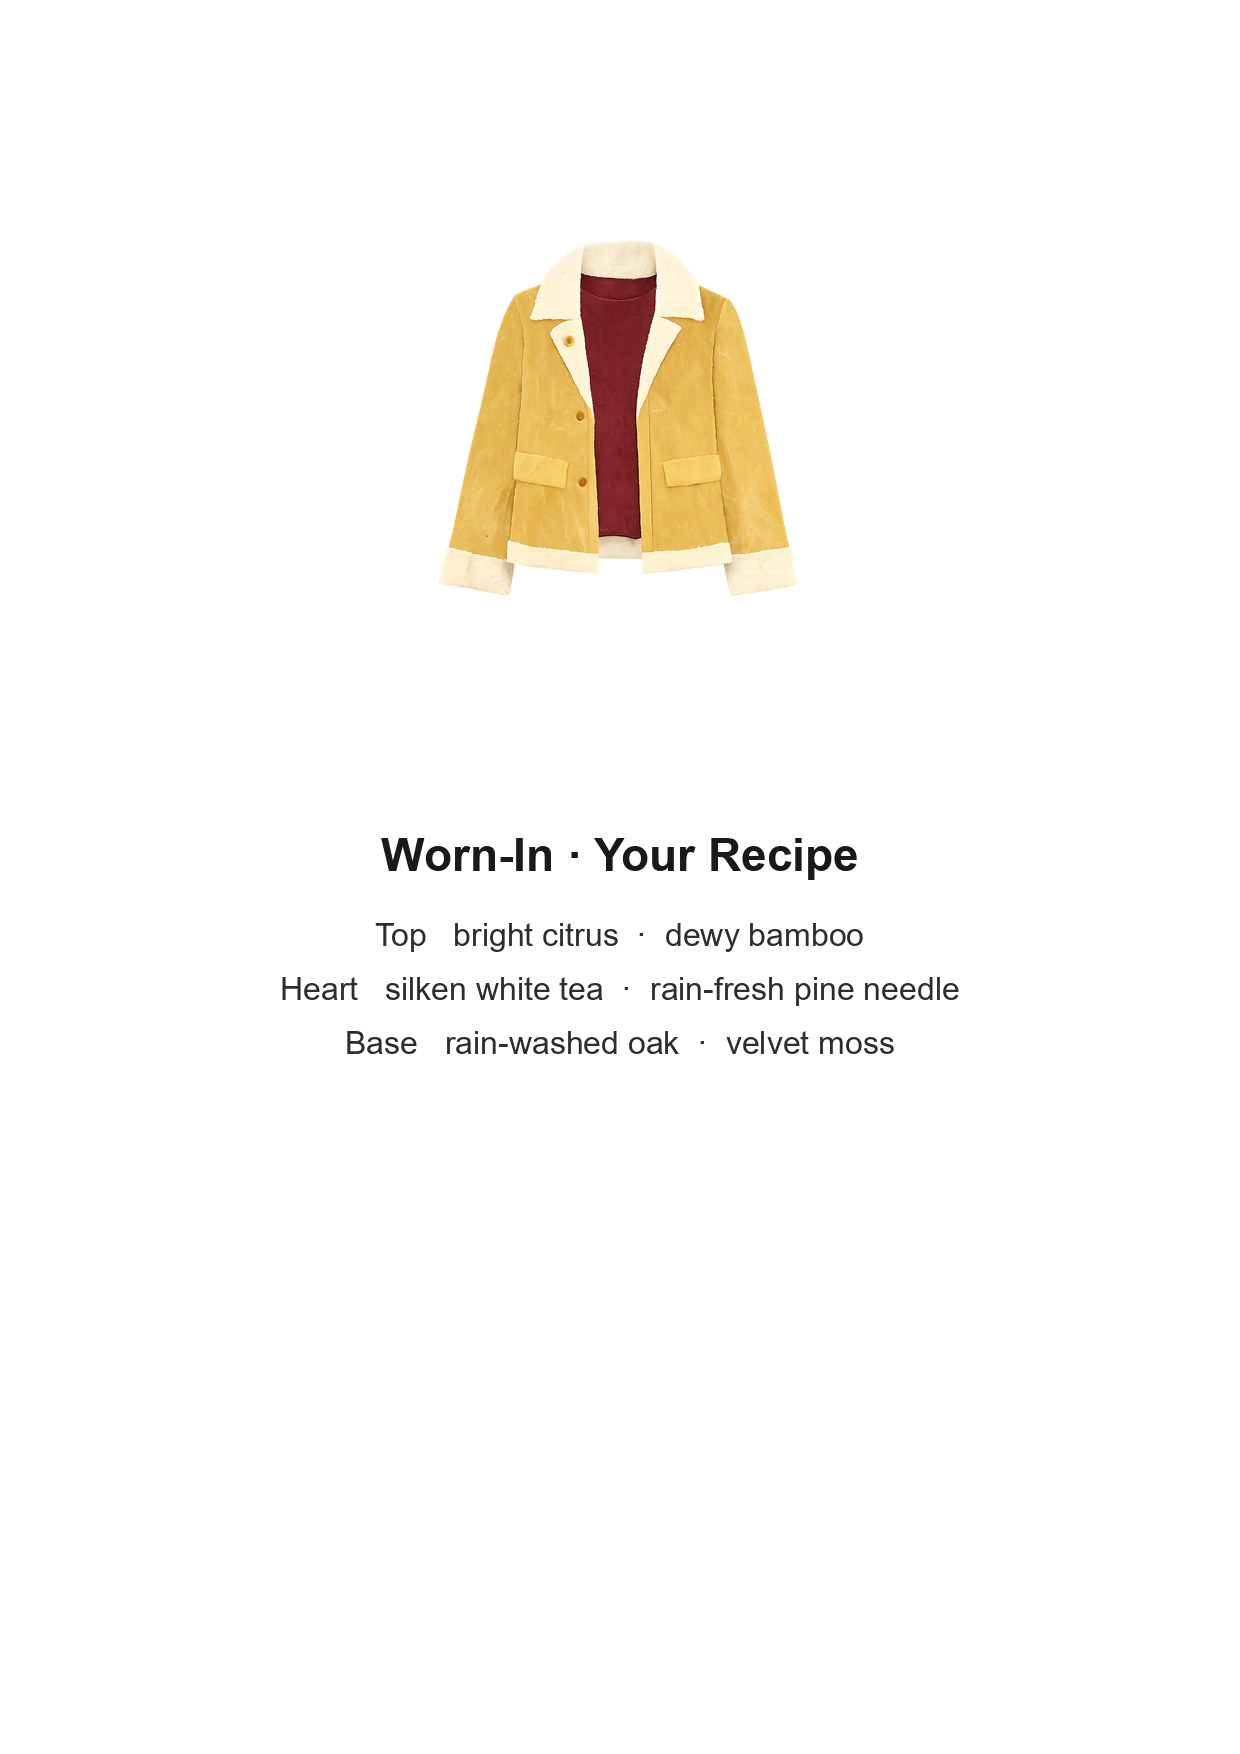 Worn-In · Your Recipe
Top bright citrus · dewy bamboo
Heart silken white tea · rain-fresh pine needle
Base rain-washed oak · velvet moss